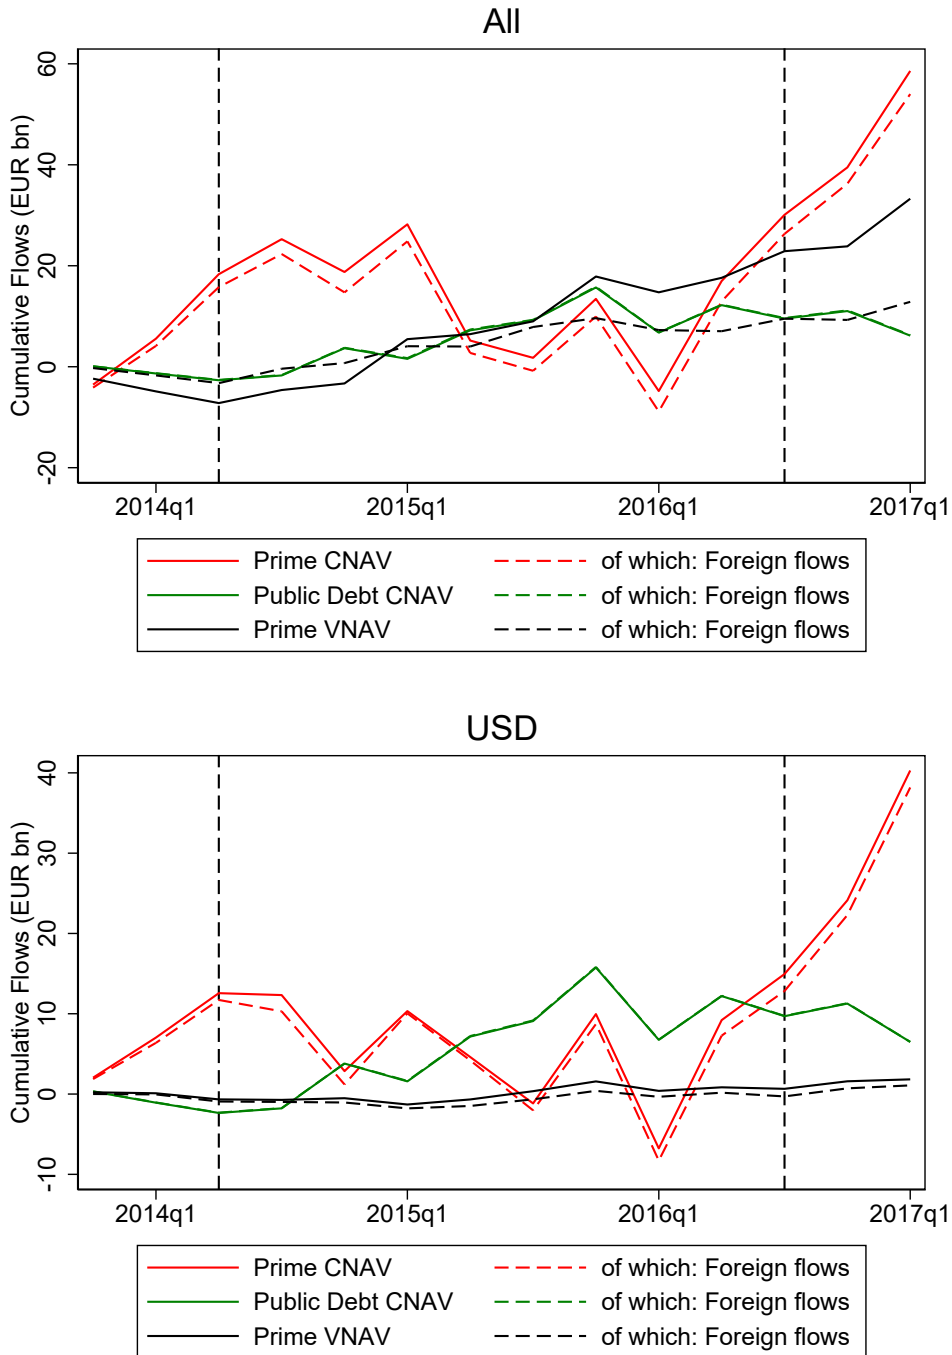 All
Cumulative Flows (EUR bn)
60
40
20
0
-20
2014q1 2015q1 2016q1 2017q1
Prime CNAV of which: Foreign flows
Public Debt CNAV of which: Foreign flows
Prime VNAV of which: Foreign flows
USD
Cumulative Flows (EUR bn)
40
30
20
10
0
-10
2014q1 2015q1 2016q1 2017q1
Prime CNAV of which: Foreign flows
Public Debt CNAV of which: Foreign flows
Prime VNAV of which: Foreign flows